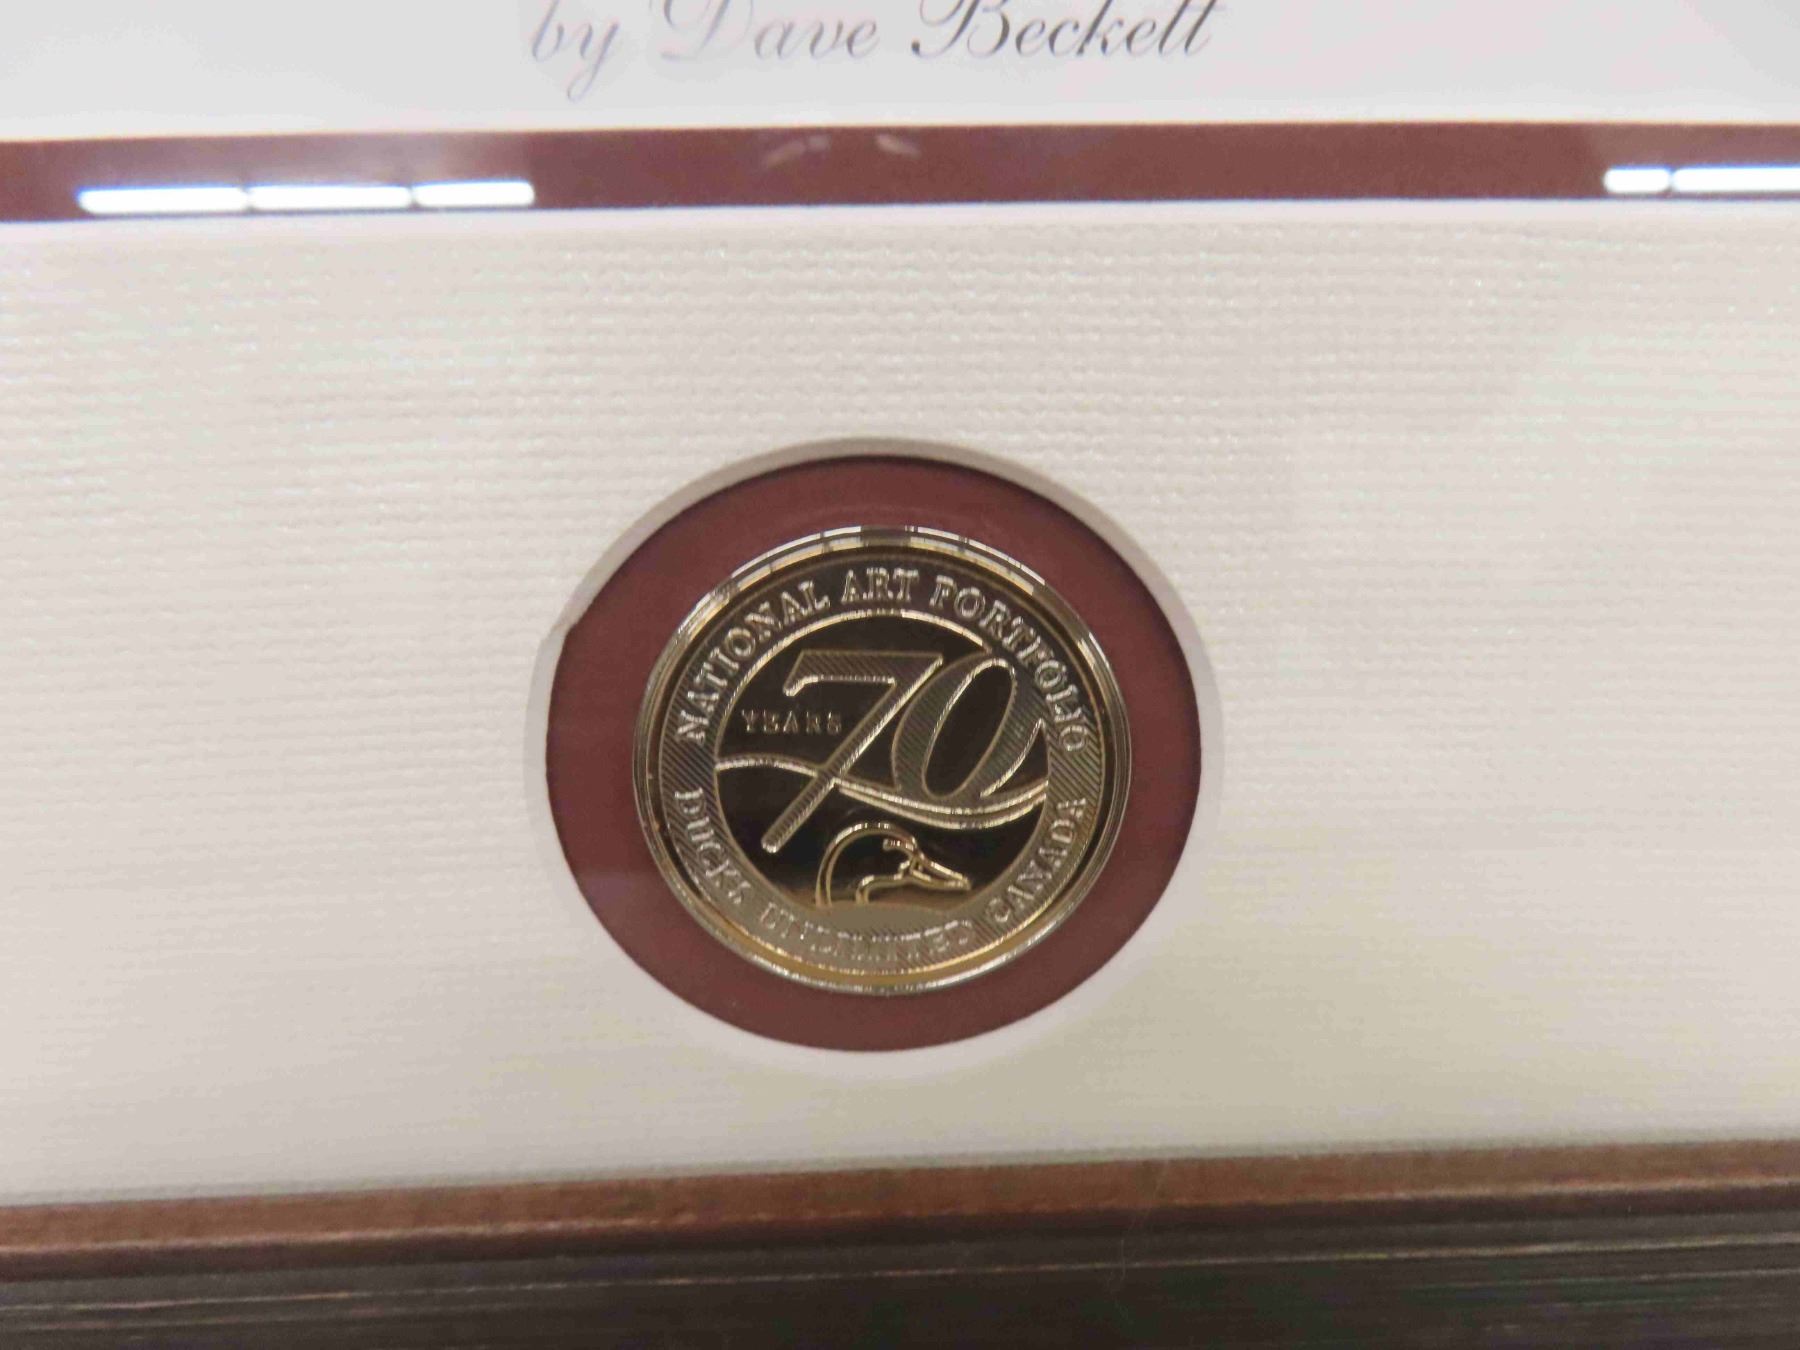 by Dave Beckett
NATIONAL ART PORTFOLIO
70
YEARS
DUCKS UNLIMITED CANADA